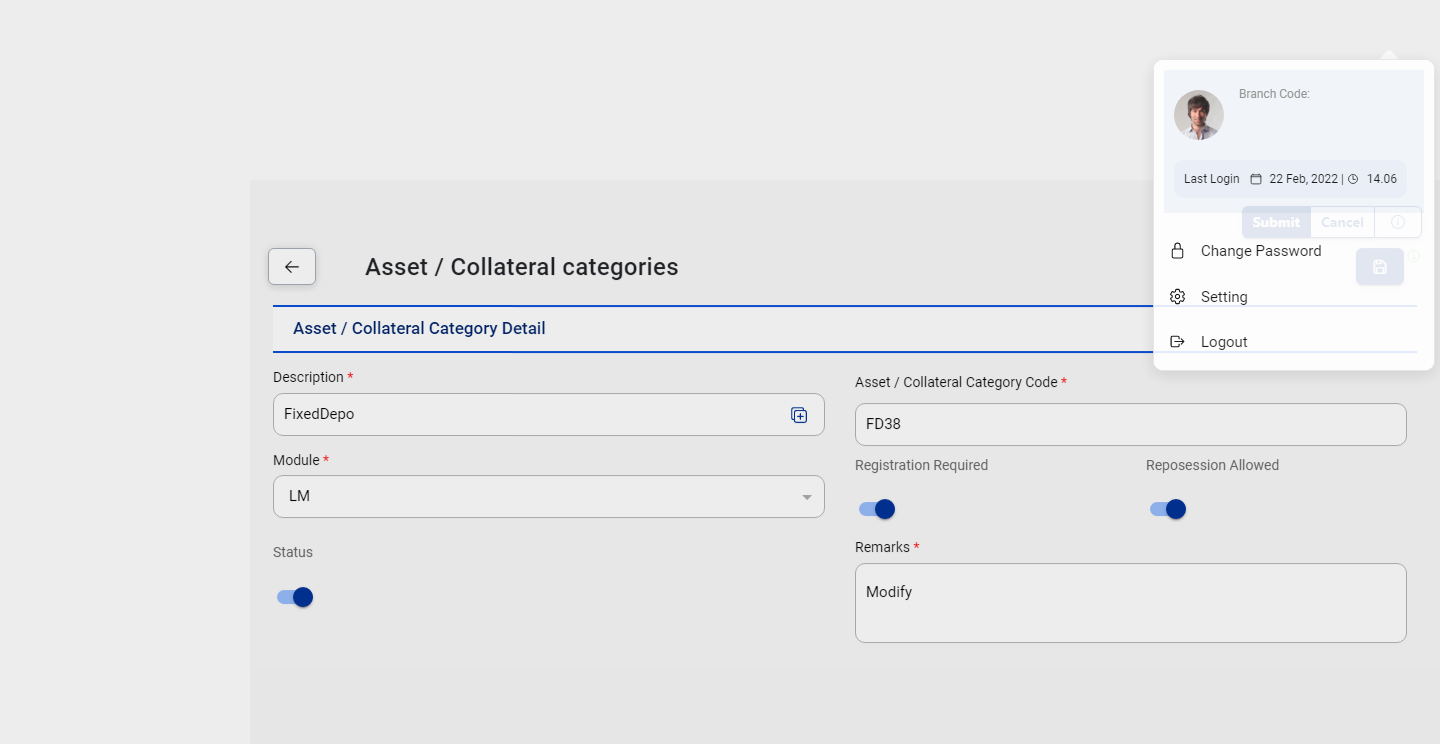 Branch Code:
Last Login 22 Feb, 2022 | 14.06
Submit Cancel
Change Password
Setting
Logout
Asset / Collateral categories
Asset / Collateral Category Detail
Description *
FixedDepo
Asset / Collateral Category Code *
FD38
Module *
LM
Registration Required
Reposession Allowed
Status
Remarks *
Modify